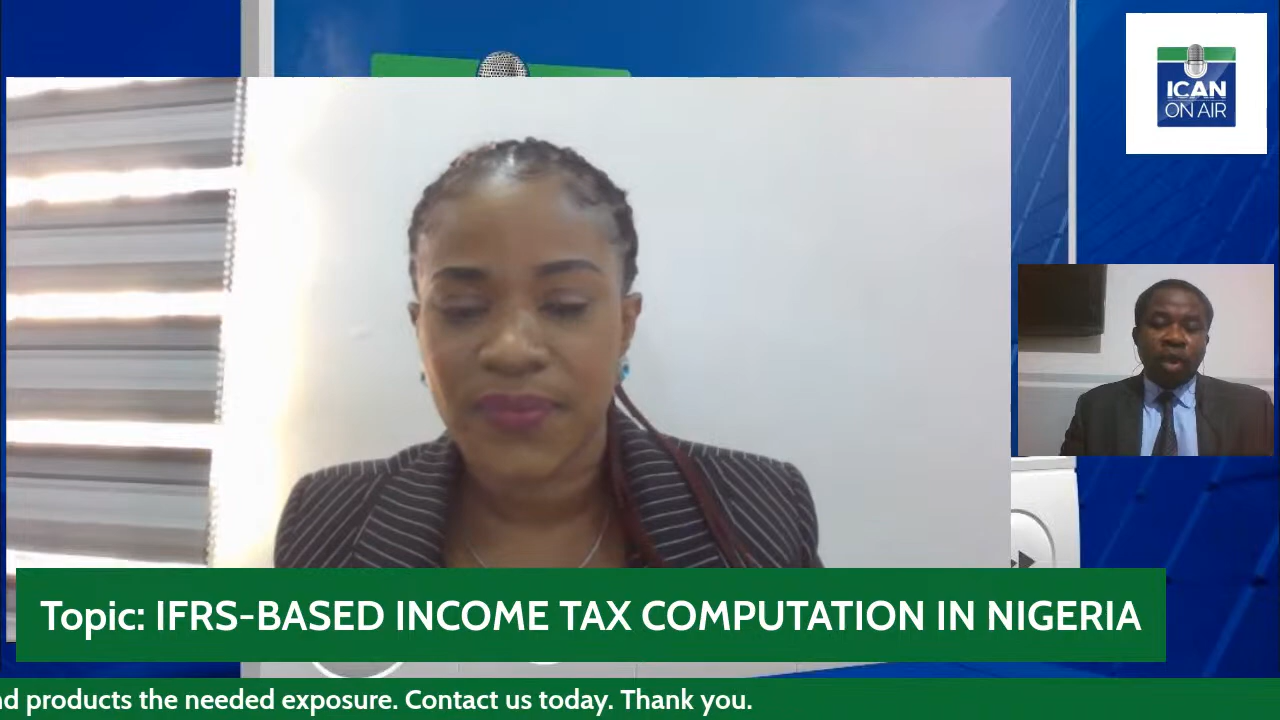 ICAN
ON AIR
Topic: IFRS-BASED INCOME TAX COMPUTATION IN NIGERIA
products the needed exposure. Contact us today. Thank you.